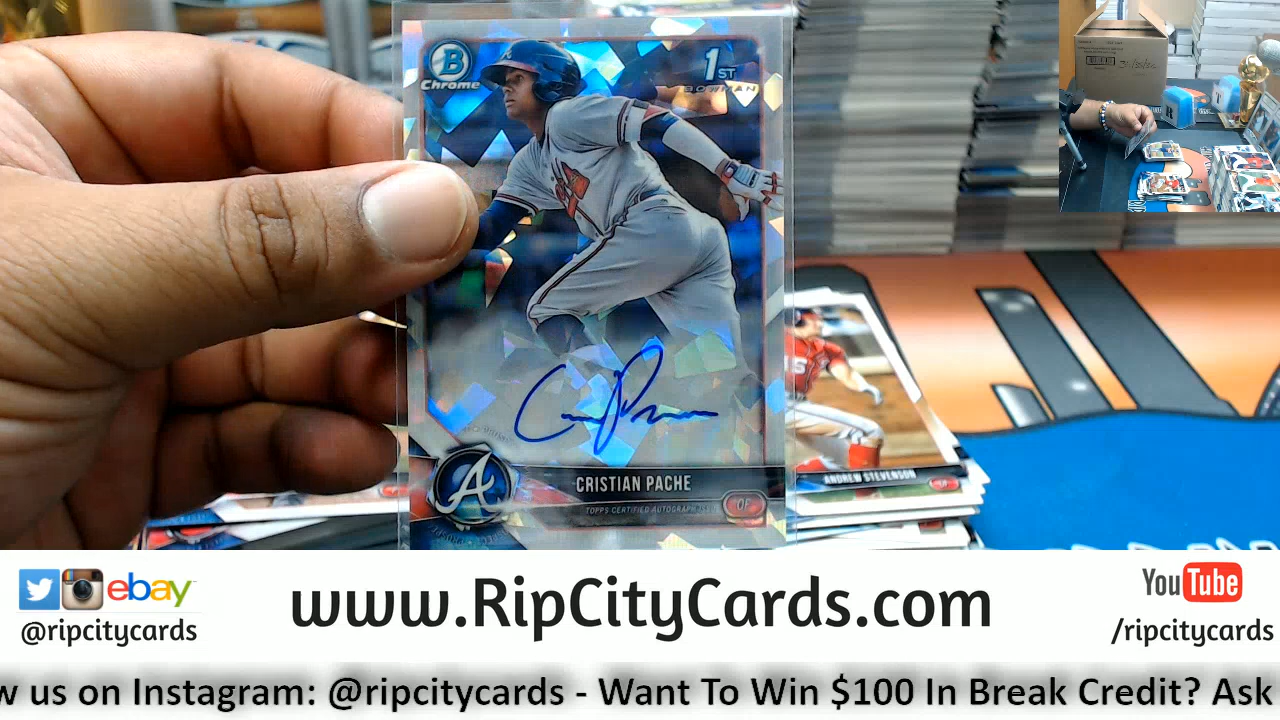 B
Chrome
1ST
BOWMAN
A
CRISTIAN PACHE
TOPPS CERTIFIED AUTOGRAPH ISSUE
OF
ANDREW STEVENSON
ebay
@ripcitycards
www.RipCityCards.com
YouTube
/ripcitycards
w us on Instagram: @ripcitycards - Want To Win $100 In Break Credit? Ask